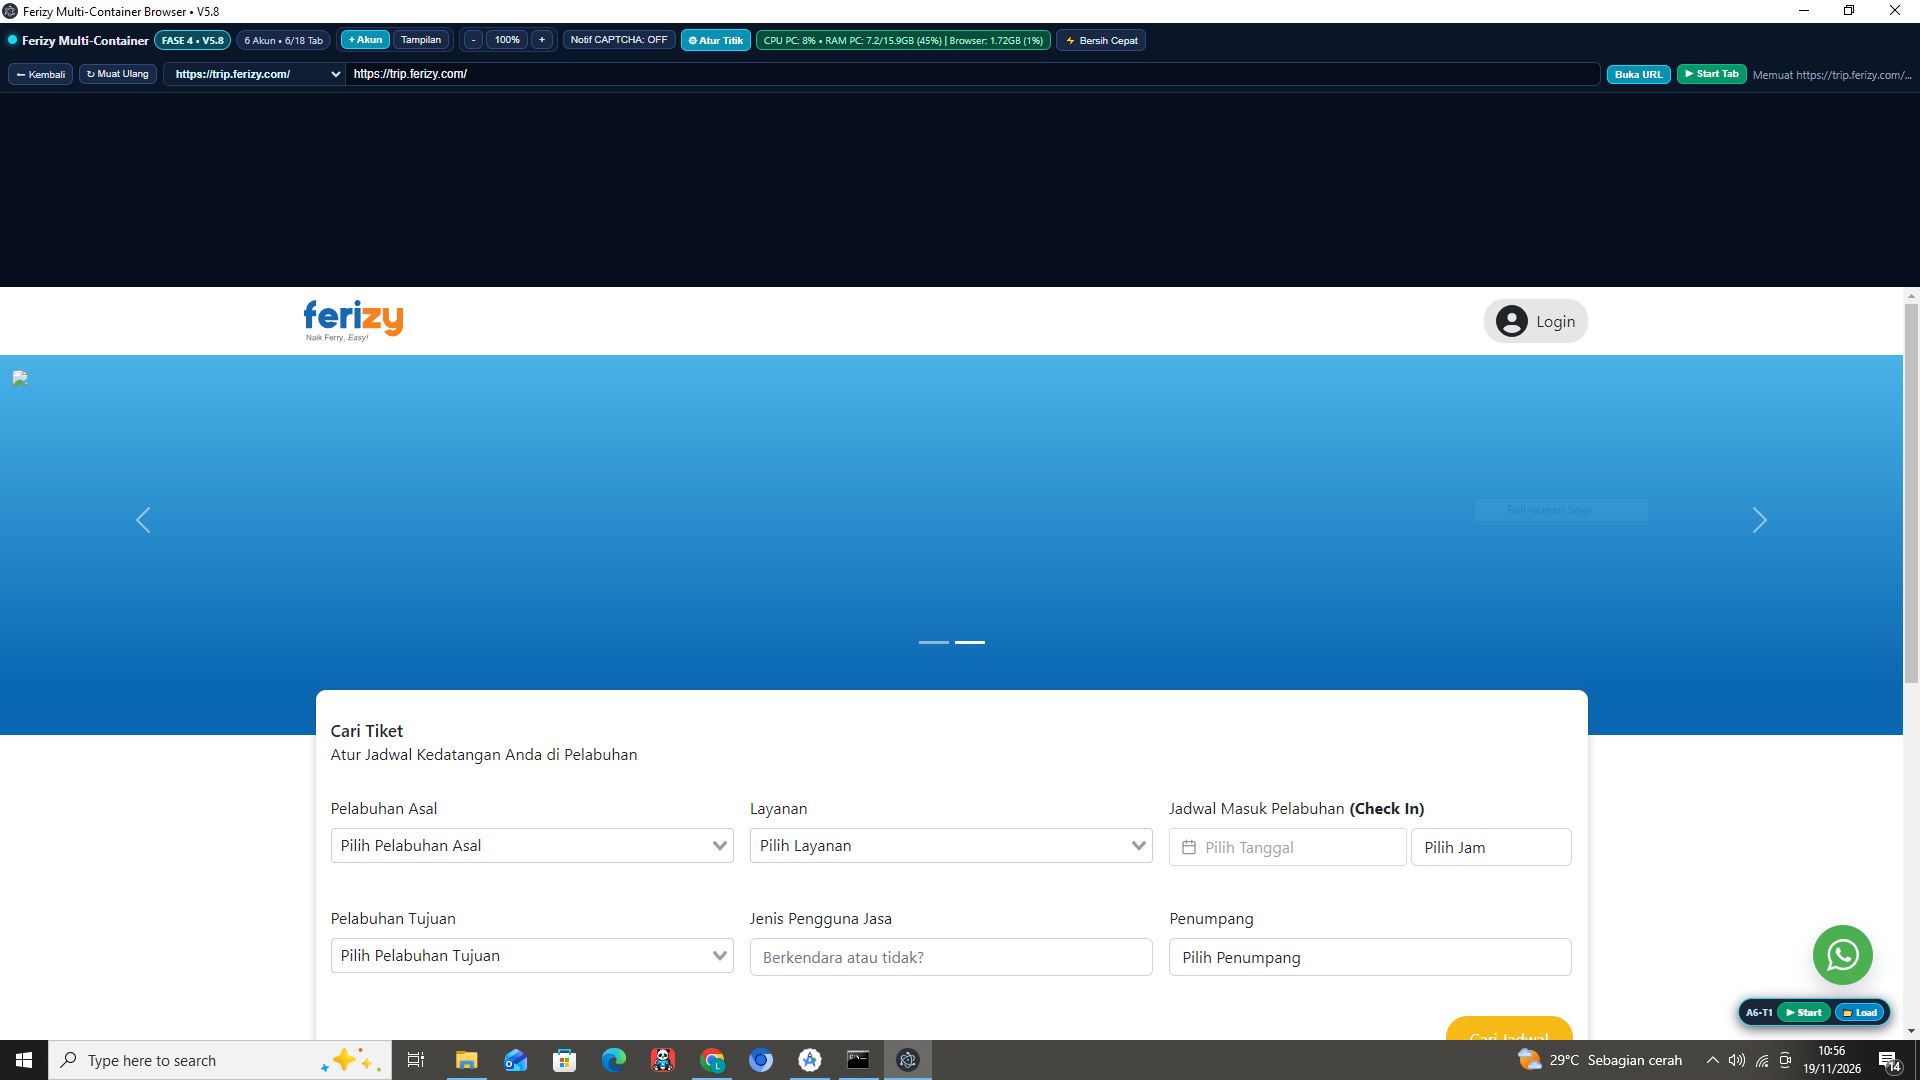 Ferizy Multi-Container Browser • V5.8
Ferizy Multi-Container FASE 4 • V5.8 6 Akun • 6/18 Tab + Akun Tampilan - 100% + Notif CAPTCHA: OFF Atur Titik CPU PC: 8% • RAM PC: 7.2/15.9GB (45%) | Browser: 1.72GB (1%) Bersih Cepat
← Kembali ↻ Muat Ulang https://trip.ferizy.com/ https://trip.ferizy.com/ Buka URL Start Tab Memuat https://trip.ferizy.com/...
ferizy
Naik Ferry, Easy!
Login
Full-screen Snip
Cari Tiket
Atur Jadwal Kedatangan Anda di Pelabuhan
Pelabuhan Asal Layanan Jadwal Masuk Pelabuhan (Check In)
Pilih Pelabuhan Asal Pilih Layanan Pilih Tanggal Pilih Jam
Pelabuhan Tujuan Jenis Pengguna Jasa Penumpang
Pilih Pelabuhan Tujuan Berkendara atau tidak? Pilih Penumpang
A6-T1 Start Load
Cari Jadwal
Type here to search
29°C Sebagian cerah
10:56
19/11/2026
14